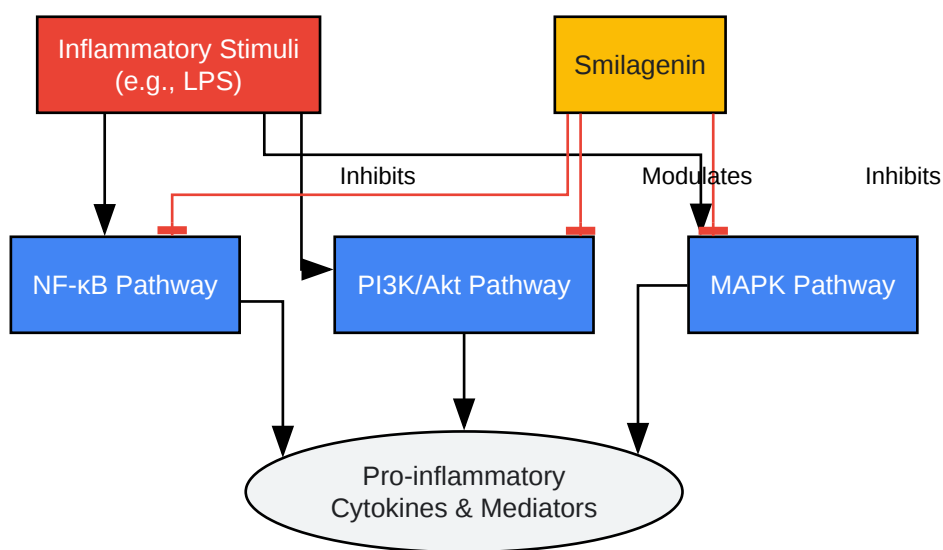 Inflammatory Stimuli
(e.g., LPS)
Smilagenin
Inhibits
Modulates
Inhibits
NF-κB Pathway
PI3K/Akt Pathway
MAPK Pathway
Pro-inflammatory
Cytokines & Mediators